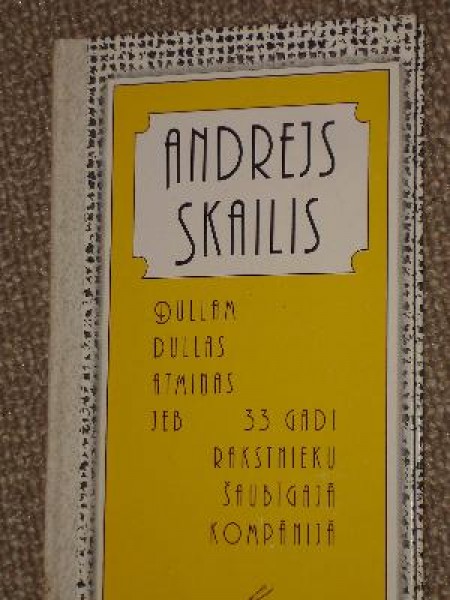 ANDREJS
SKAILIS
DULLAM
DULLAS
ATMIŅAS
JEB 33 GADI
RAKSTNIEKU
ŠAUBĪGAJĀ
KOMPĀNIJĀ